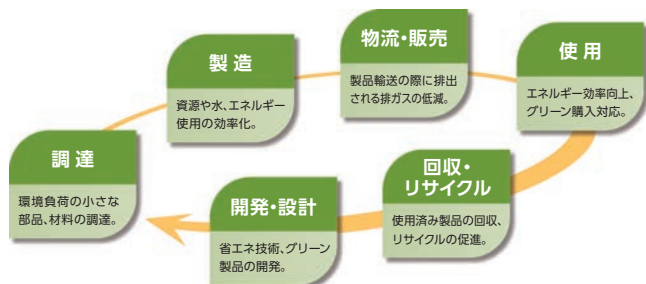 調 達
環境負荷の小さな
部品、材料の調達。
製 造
資源や水、エネルギー
使用の効率化。
物流・販売
製品輸送の際に排出
される排ガスの低減。
使 用
エネルギー効率向上、
グリーン購入対応。
回収・
リサイクル
使用済み製品の回収、
リサイクルの促進。
開発・設計
省エネ技術、グリーン
製品の開発。